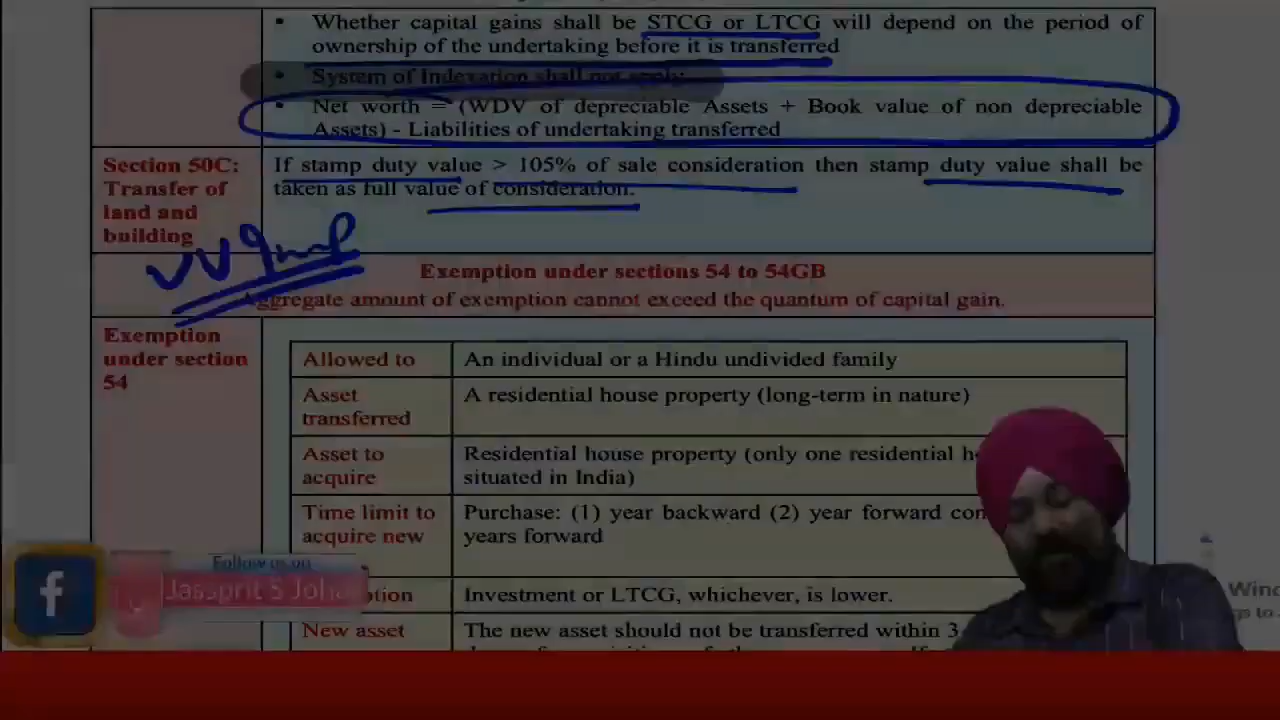 • Whether capital gains shall be STCG or LTCG will depend on the period of
ownership of the undertaking before it is transferred
• System of Indexation shall not apply.
• Net worth = (WDV of depreciable Assets + Book value of non depreciable
Assets) - Liabilities of undertaking transferred
Section 50C:
Transfer of
land and
building
If stamp duty value > 105% of sale consideration then stamp duty value shall be
taken as full value of consideration.
VV Imp
Exemption under sections 54 to 54GB
Aggregate amount of exemption cannot exceed the quantum of capital gain.
Exemption
under section
54
Allowed to
An individual or a Hindu undivided family
Asset
transferred
A residential house property (long-term in nature)
Asset to
acquire
Residential house property (only one residential
situated in India)
Time limit to
acquire new
Purchase: (1) year backward (2) year forward
years forward
Investment or LTCG, whichever, is lower.
New asset
The new asset should not be transferred within 3
Follow us on
f
Jassprit S